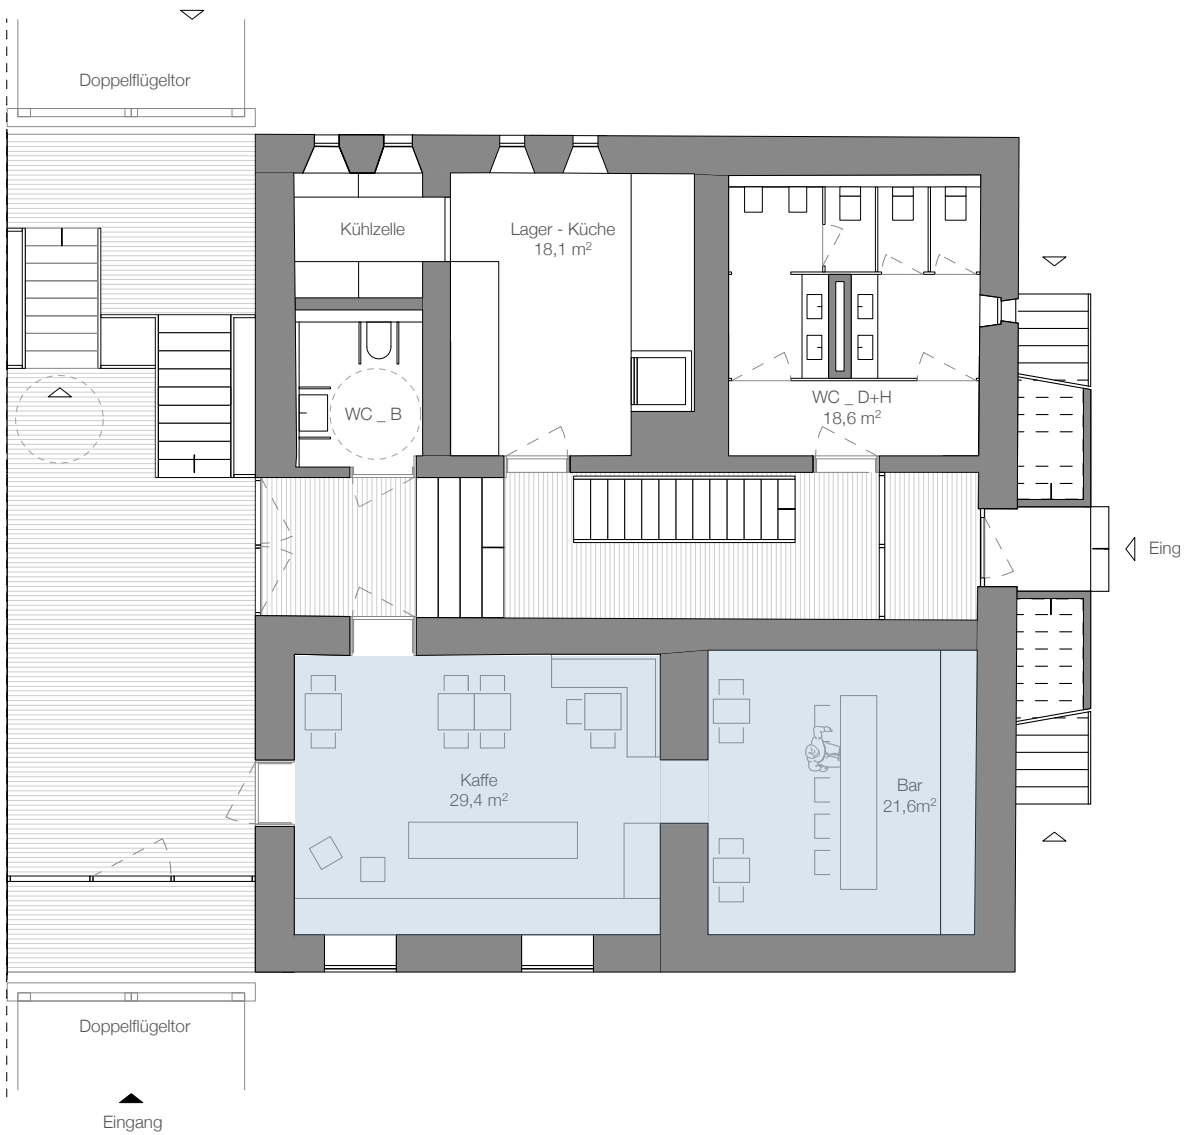 Doppelflügeltor
Kühlzelle
Lager - Küche
18,1 m²
WC _ B
WC _ D+H
18,6 m²
Eing
Kaffe
29,4 m²
Bar
21,6m²
Doppelflügeltor
Eingang